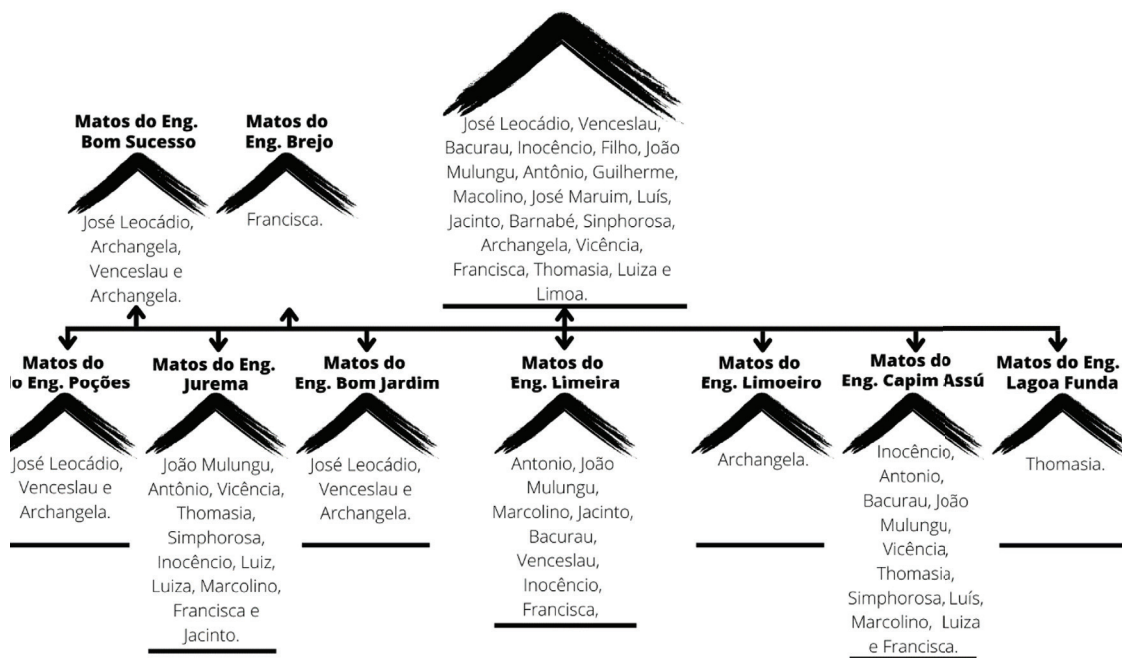 Matos do Eng.
Bom Sucesso
José Leocádio,
Archangela,
Venceslau e
Archangela.
Matos do
Eng. Brejo
Francisca.
José Leocádio, Venceslau,
Bacurau, Inocêncio, Filho, João
Mulungu, Antônio, Guilherme,
Macolino, José Maruim, Luís,
Jacinto, Barnabé, Sinphorosa,
Archangela, Vicência,
Francisca, Thomasia, Luiza e
Limoa.
Matos do
o Eng. Poções
José Leocádio,
Venceslau e
Archangela.
Matos do Eng.
Jurema
João Mulungu,
Antônio, Vicência,
Thomasia,
Simphorosa,
Inocêncio, Luiz,
Luiza, Marcolino,
Francisca e
Jacinto.
Matos do
Eng. Bom Jardim
José Leocádio,
Venceslau e
Archangela.
Matos do
Eng. Limeira
Antonio, João
Mulungu,
Marcolino, Jacinto,
Bacurau,
Venceslau,
Inocêncio,
Francisca,
Matos do
Eng. Limoeiro
Archangela.
Matos do
Eng. Capim Assú
Inocêncio,
Antonio,
Bacurau, João
Mulungu,
Vicência,
Thomasia,
Simphorosa, Luís,
Marcolino, Luiza
e Francisca.
Matos do Eng.
Lagoa Funda
Thomasia.